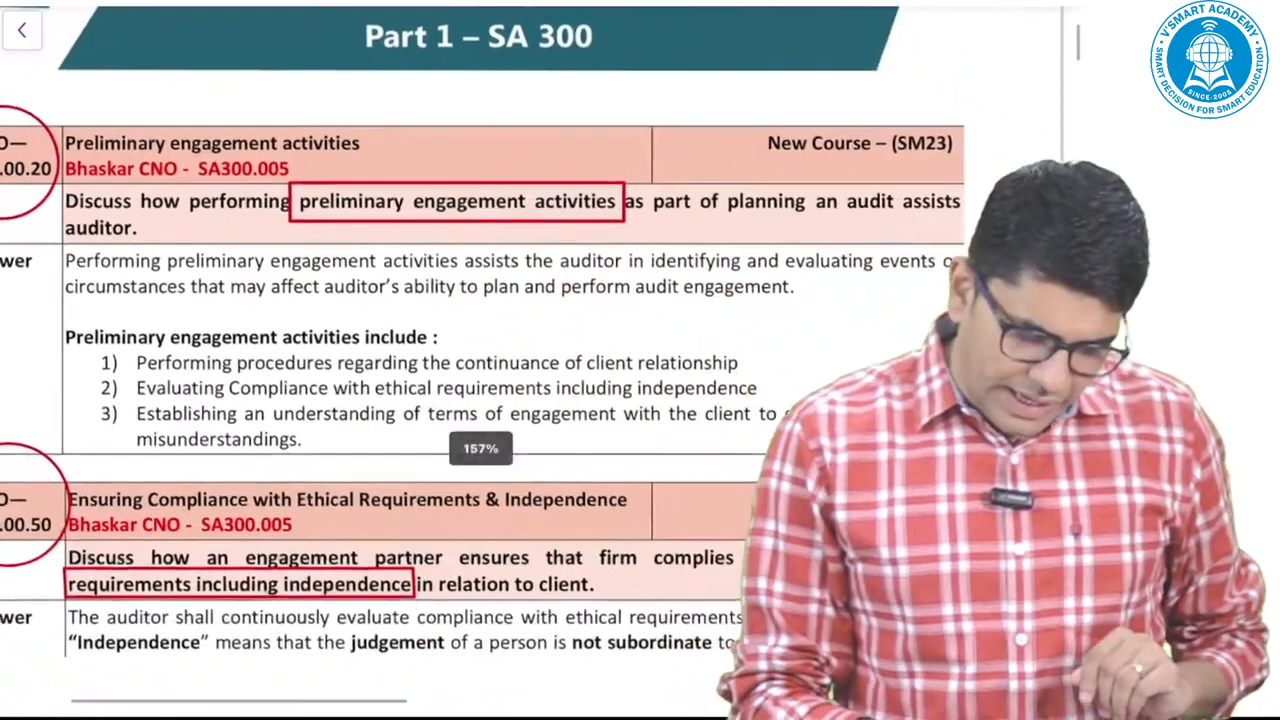 Part 1 – SA 300
V'SMART ACADEMY
SMART DECISION FOR SMART EDUCATION
SINCE-2005
Preliminary engagement activities
New Course – (SM23)
.00.20
Bhaskar CNO - SA300.005
Discuss how performing preliminary engagement activities as part of planning an audit assists
auditor.
wer
Performing preliminary engagement activities assists the auditor in identifying and evaluating events
circumstances that may affect auditor's ability to plan and perform audit engagement.
Preliminary engagement activities include :
1) Performing procedures regarding the continuance of client relationship
2) Evaluating Compliance with ethical requirements including independence
3) Establishing an understanding of terms of engagement with the client to
misunderstandings.
157%
O—
Ensuring Compliance with Ethical Requirements & Independence
.00.50
Bhaskar CNO - SA300.005
Discuss how an engagement partner ensures that firm complies
requirements including independence in relation to client.
wer
The auditor shall continuously evaluate compliance with ethical requirements
“Independence” means that the judgement of a person is not subordinate